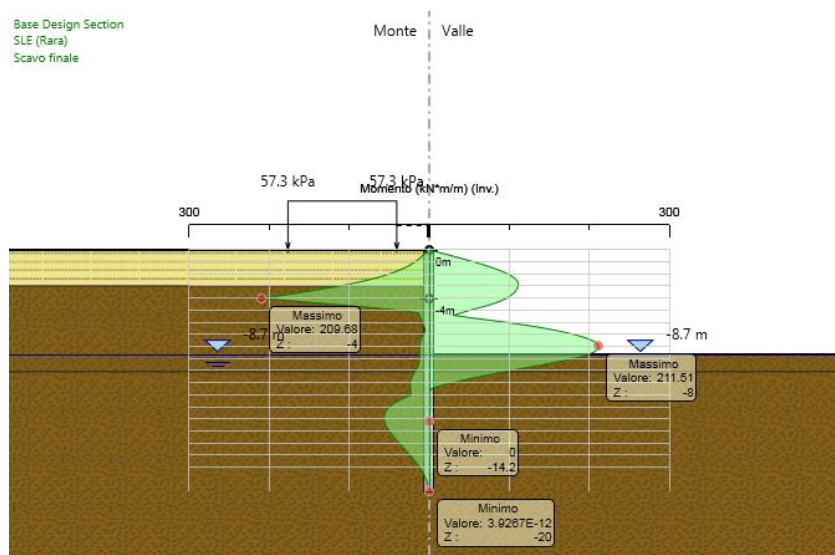 Base Design Section
SLE (Rara)
Scavo finale
Monte
Valle
57.3 kPa
57.3 kPa
Momento (kN*m/m) (Inv.)
300
300
0m
-4m
Massimo
Valore: 209.68
Z : -4
-8.7 m
-8.7 m
Massimo
Valore: 211.51
Z : -8
Minimo
Valore: 0
Z : -14.2
Minimo
Valore: 3.9267E-12
Z : -20